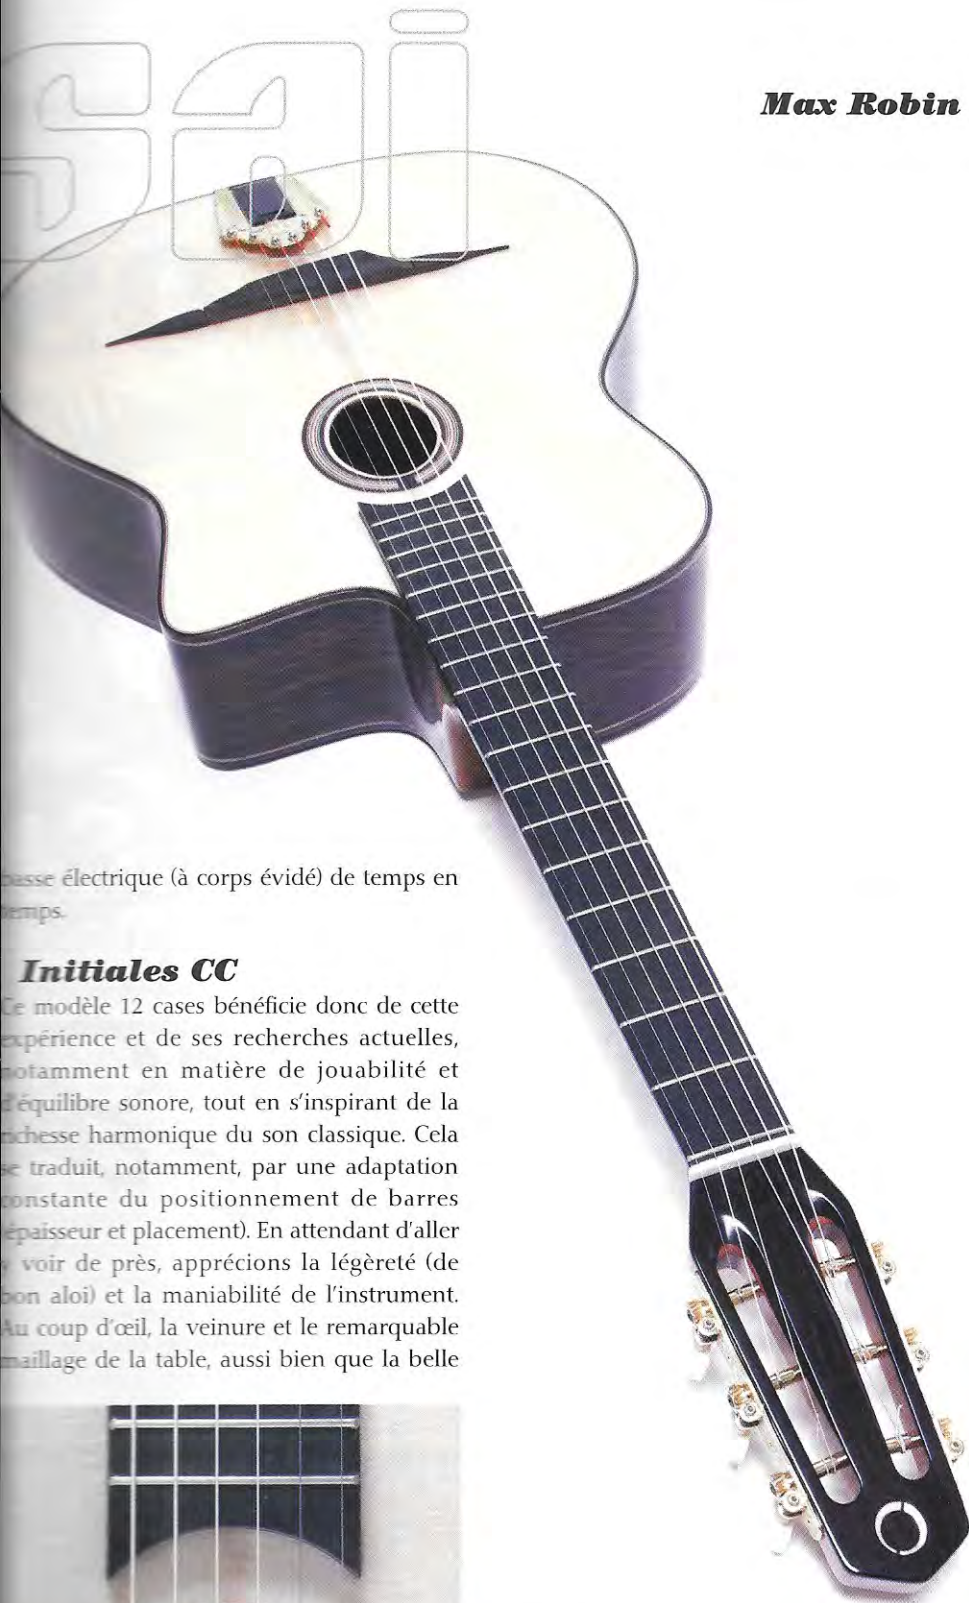 sai
Max Robin
basse électrique (à corps évidé) de temps en
temps.
Initiales CC
Ce modèle 12 cases bénéficie donc de cette
expérience et de ses recherches actuelles,
notamment en matière de jouabilité et
d'équilibre sonore, tout en s'inspirant de la
richesse harmonique du son classique. Cela
se traduit, notamment, par une adaptation
constante du positionnement de barres
(épaisseur et placement). En attendant d'aller
y voir de près, apprécions la légèreté (de
bon aloi) et la maniabilité de l'instrument.
Au coup d'œil, la veinure et le remarquable
maillage de la table, aussi bien que la belle